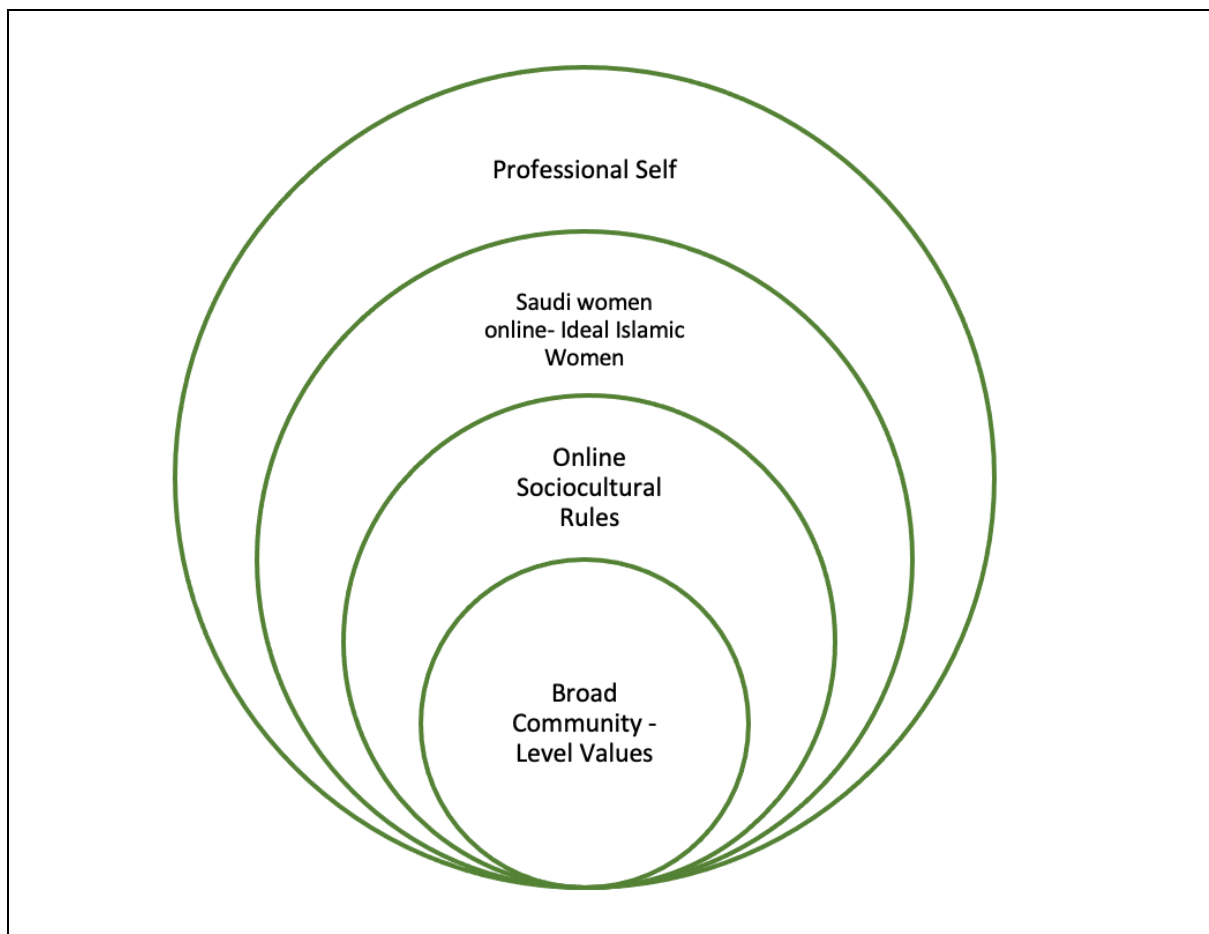 Professional Self
Saudi women
online- Ideal Islamic
Women
Online
Sociocultural
Rules
Broad
Community -
Level Values